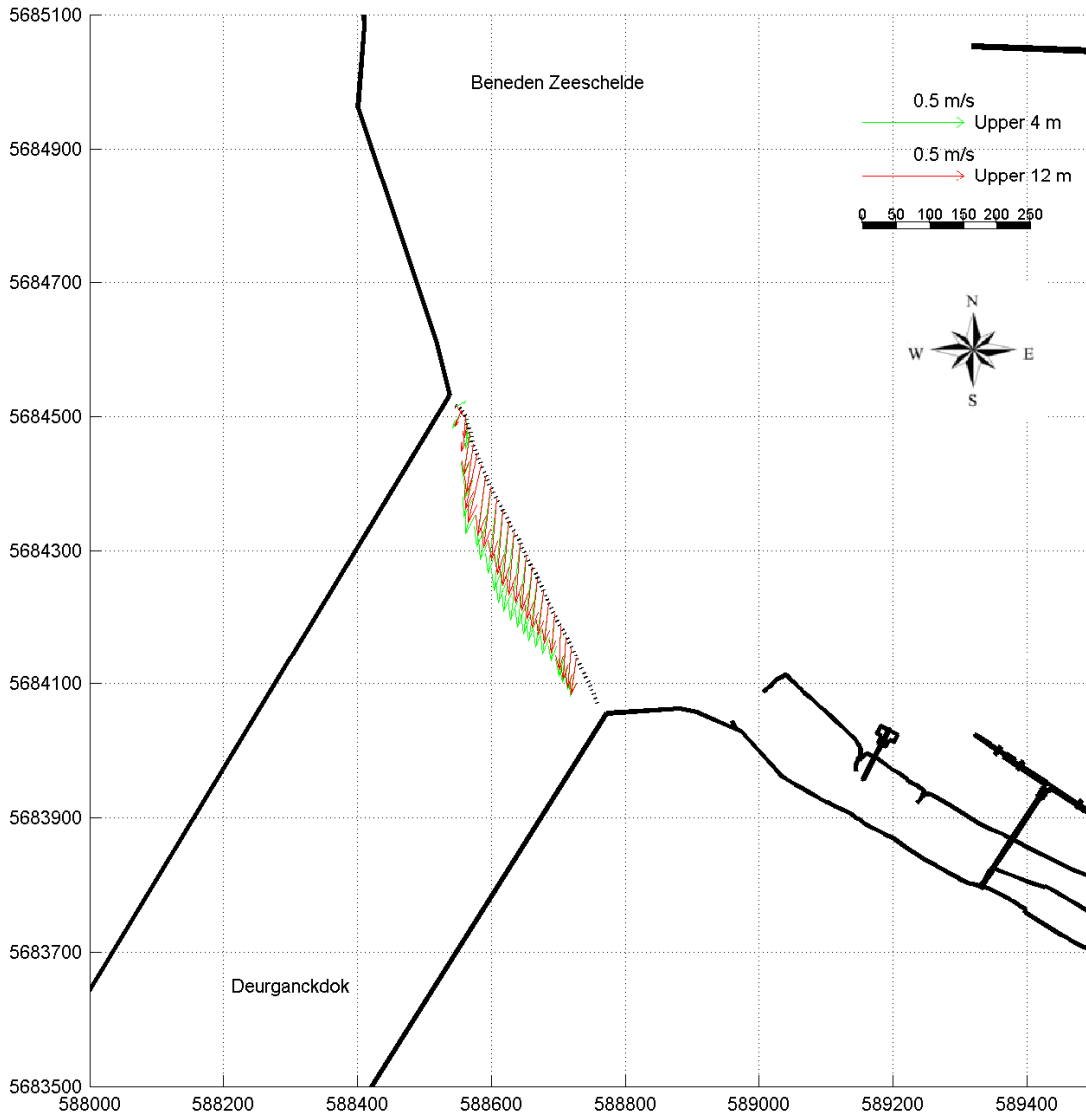 5685100
Beneden Zeeschelde
0.5 m/s
Upper 4 m
5684900
0.5 m/s
Upper 12 m
0 50 100 150 200 250
5684700
N
W E
S
5684500
5684300
5684100
5683900
5683700
Deurganckdok
5683500
588000 588200 588400 588600 588800 589000 589200 589400